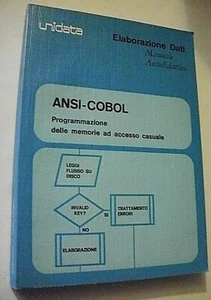 unidata
Elaborazione Dati
Manuale
Autodidattico
ANSI-COBOL
Programmazione
delle memorie ad accesso casuale
LEGGI
FLUSSO SU
DISCO
INVALID
KEY?
SI
TRATTAMENTO
ERRORI
NO
ELABORAZIONE